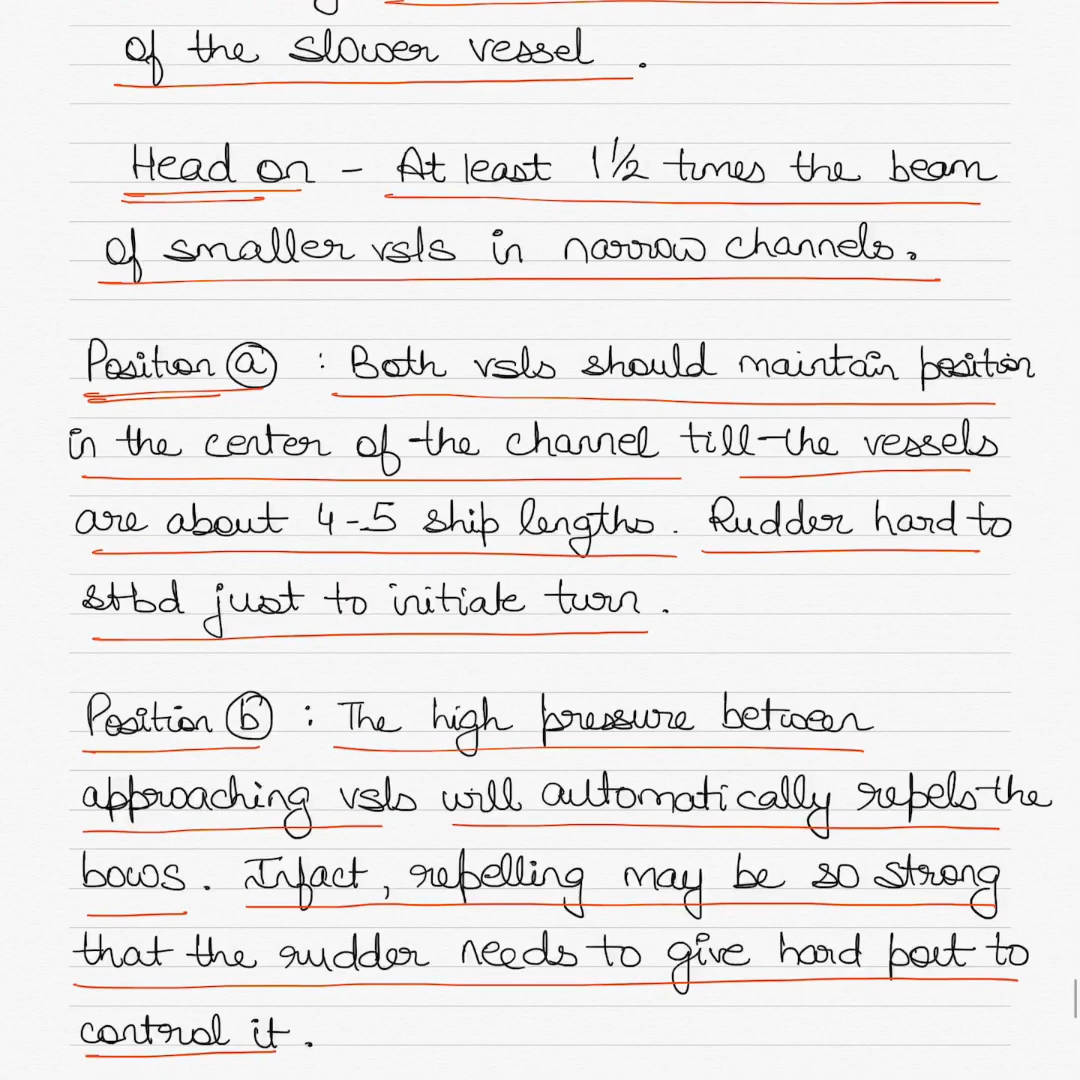 of the slower vessel .
Head on - At least 1½ times the beam
of smaller vsls in narrow channels.
Position ⓐ : Both vsls should maintain position
in the center of the channel till the vessels
are about 4-5 ship lengths. Rudder hard to
stbd just to initiate turn .
Position ⓑ : The high pressure between
approaching vsls will automatically repels the
bows . Infact , repelling may be so strong
that the rudder needs to give hard port to
control it .